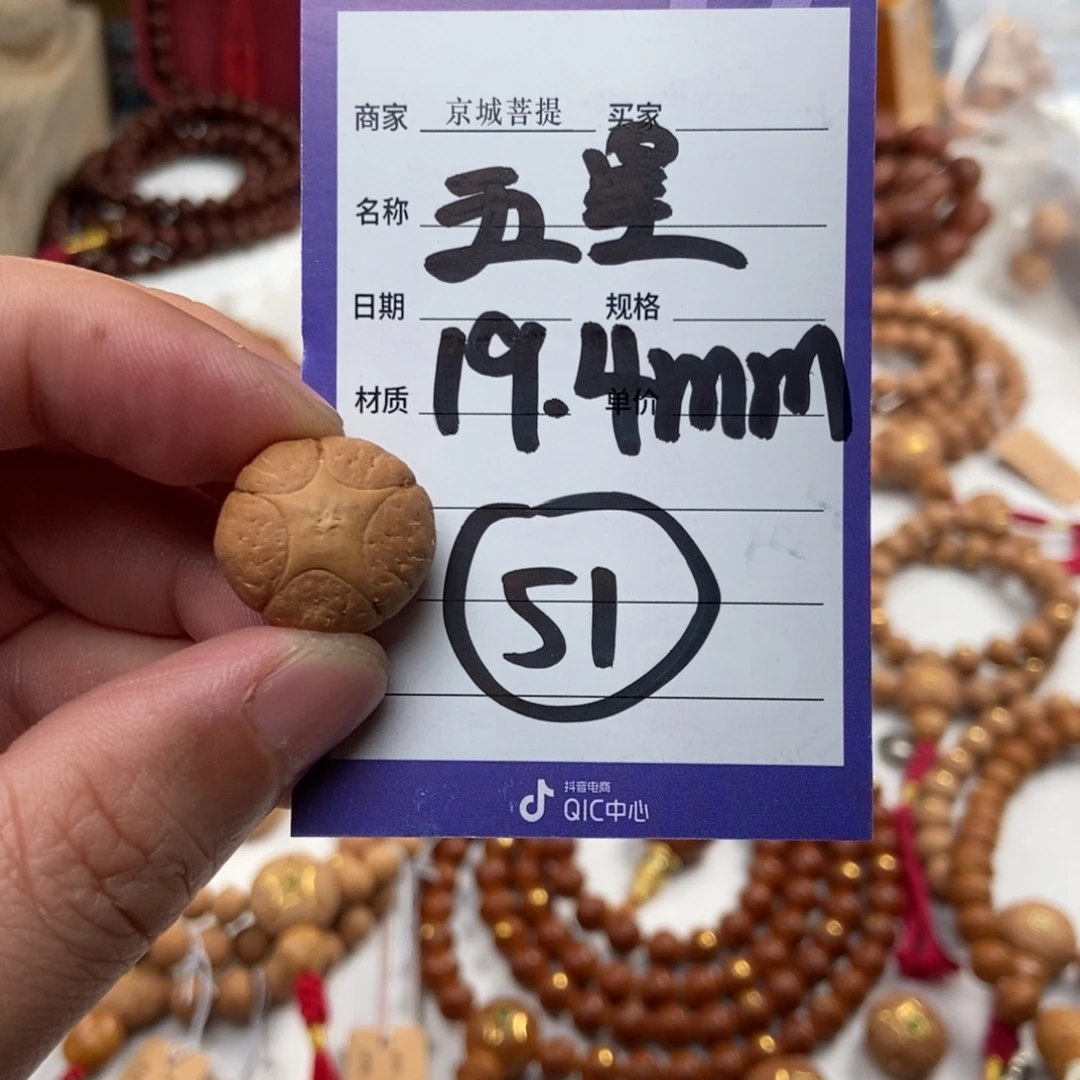 商家 京城菩提 买家
名称 五星
日期 规格
19.4mm
材质 单价
51
抖音电商
QIC中心